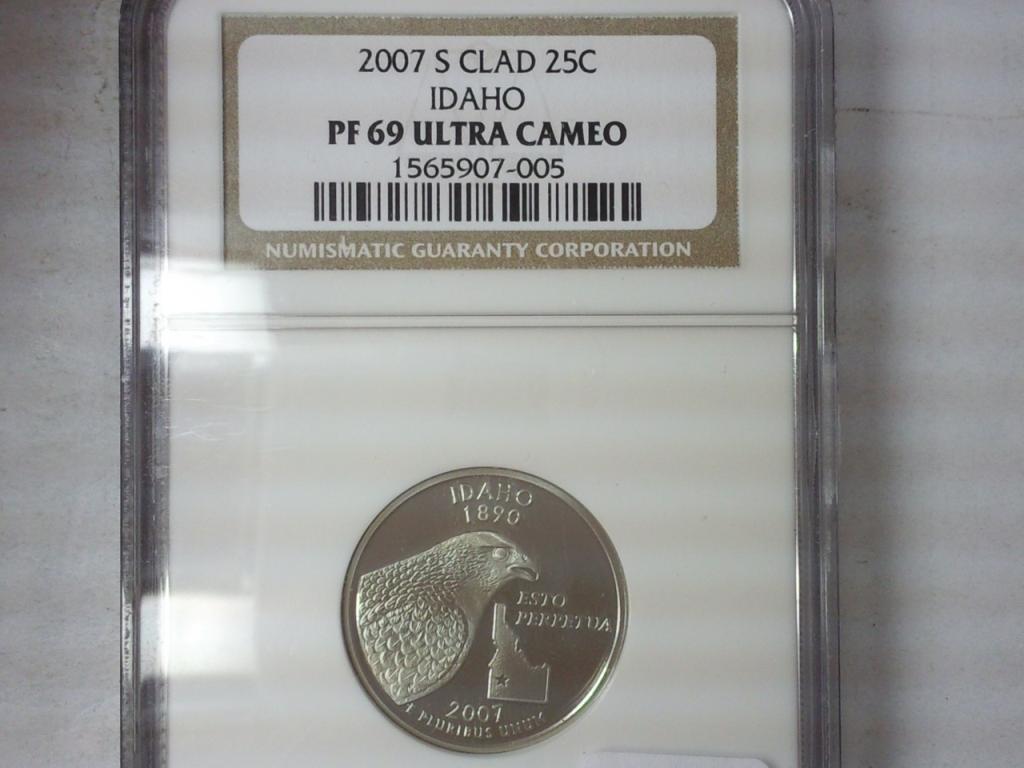 2007 S CLAD 25C
IDAHO
PF 69 ULTRA CAMEO
1565907-005
NUMISMATIC GUARANTY CORPORATION
IDAHO
1890
ESTO
PERPETUA
2007
E PLURIBUS UNUM